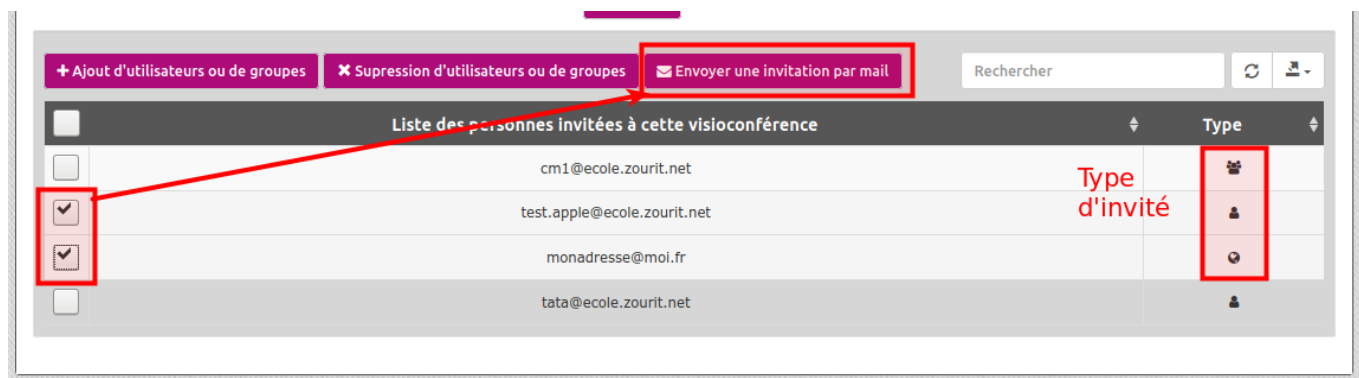 Ajout d'utilisateurs ou de groupes
Supression d'utilisateurs ou de groupes
Envoyer une invitation par mail
Rechercher
Liste des personnes invitées à cette visioconférence
Type
cm1@ecole.zourit.net
test.apple@ecole.zourit.net
monadresse@moi.fr
tata@ecole.zourit.net
Type
d'invité